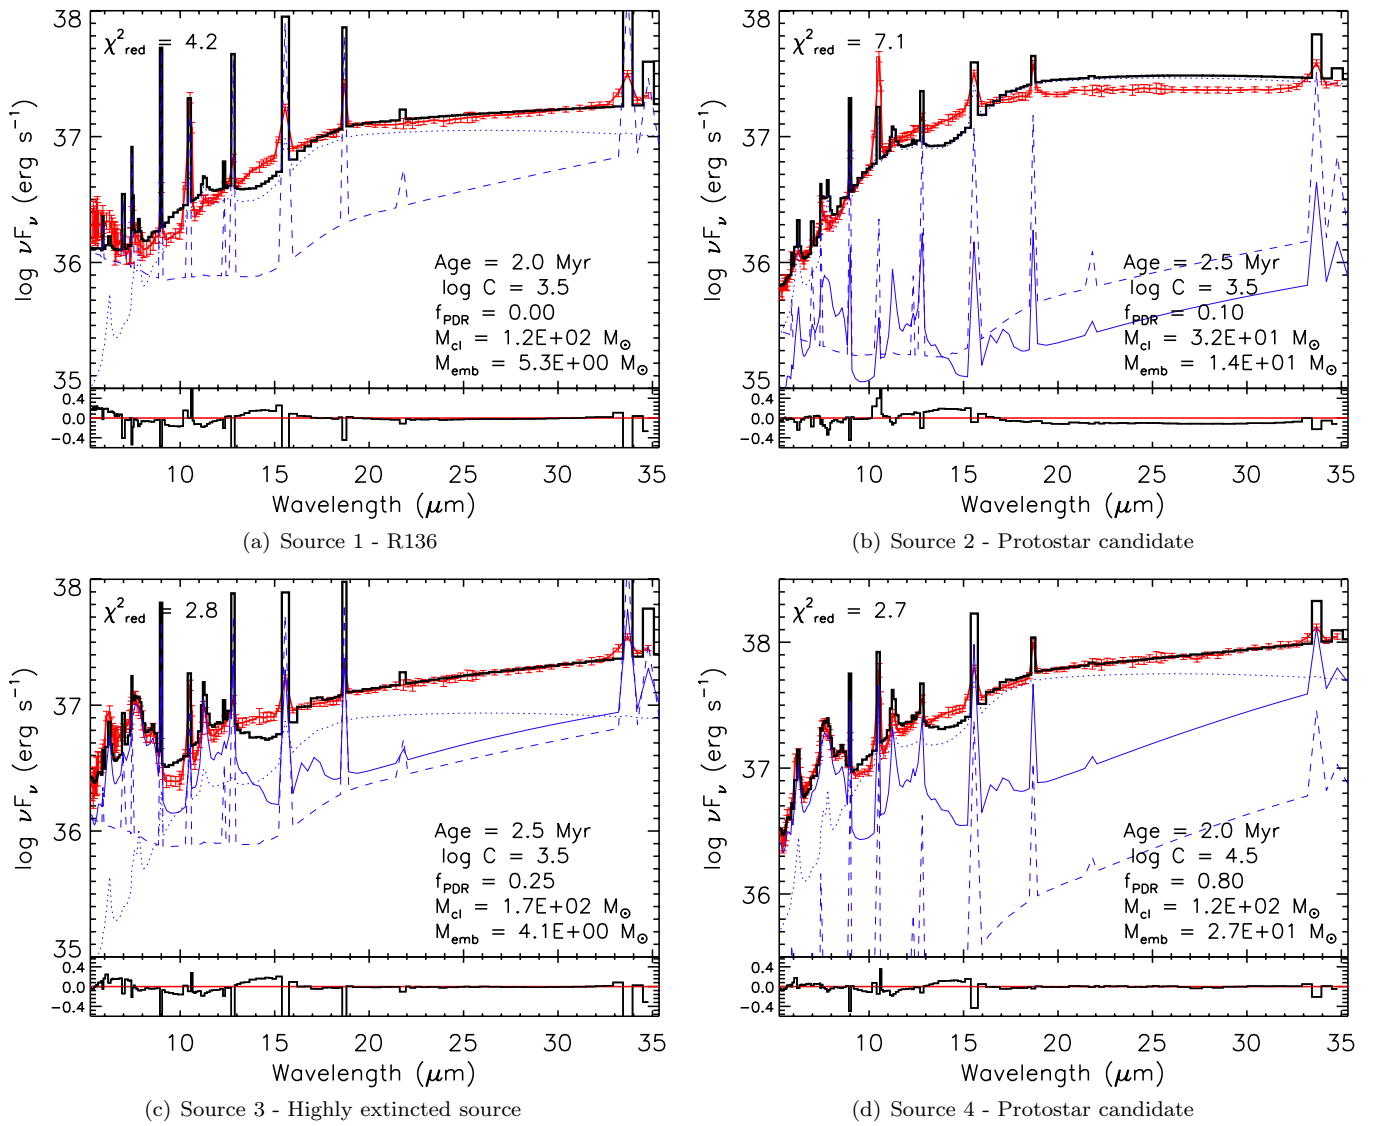 38
37
36
35
log νFν (erg s⁻¹)
χ²red = 4.2
Age = 2.0 Myr
log C = 3.5
fPDR = 0.00
Mcl = 1.2E+02 M⊙
Memb = 5.3E+00 M⊙
0.4
0.0
−0.4
10 15 20 25 30 35
Wavelength (μm)
(a) Source 1 - R136
38
37
36
35
log νFν (erg s⁻¹)
χ²red = 7.1
Age = 2.5 Myr
log C = 3.5
fPDR = 0.10
Mcl = 3.2E+01 M⊙
Memb = 1.4E+01 M⊙
0.4
0.0
−0.4
10 15 20 25 30 35
Wavelength (μm)
(b) Source 2 - Protostar candidate
38
37
36
35
log νFν (erg s⁻¹)
χ²red = 2.8
Age = 2.5 Myr
log C = 3.5
fPDR = 0.25
Mcl = 1.7E+02 M⊙
Memb = 4.1E+00 M⊙
0.4
0.0
−0.4
10 15 20 25 30 35
Wavelength (μm)
(c) Source 3 - Highly extincted source
38
37
36
log νFν (erg s⁻¹)
χ²red = 2.7
Age = 2.0 Myr
log C = 4.5
fPDR = 0.80
Mcl = 1.2E+02 M⊙
Memb = 2.7E+01 M⊙
0.4
0.0
−0.4
10 15 20 25 30 35
Wavelength (μm)
(d) Source 4 - Protostar candidate